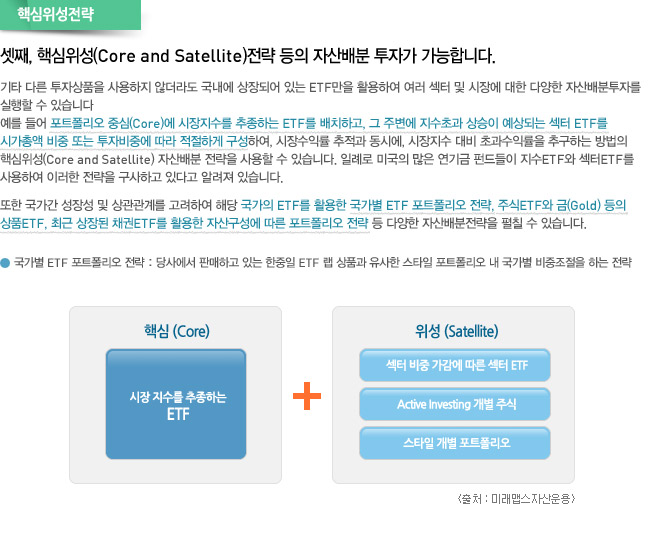 핵심위성전략
셋째, 핵심위성(Core and Satellite)전략 등의 자산배분 투자가 가능합니다.
기타 다른 투자상품을 사용하지 않더라도 국내에 상장되어 있는 ETF만을 활용하여 여러 섹터 및 시장에 대한 다양한 자산배분투자를
실행할 수 있습니다
예를 들어 포트폴리오 중심(Core)에 시장지수를 추종하는 ETF를 배치하고, 그 주변에 지수초과 상승이 예상되는 섹터 ETF를
시가총액 비중 또는 투자비중에 따라 적절하게 구성하여, 시장수익률 추적과 동시에, 시장지수 대비 초과수익률을 추구하는 방법의
핵심위성(Core and Satellite) 자산배분 전략을 사용할 수 있습니다. 일례로 미국의 많은 연기금 펀드들이 지수ETF와 섹터ETF를
사용하여 이러한 전략을 구사하고 있다고 알려져 있습니다.
또한 국가간 성장성 및 상관관계를 고려하여 해당 국가의 ETF를 활용한 국가별 ETF 포트폴리오 전략, 주식ETF와 금(Gold) 등의
상품ETF, 최근 상장된 채권ETF를 활용한 자산구성에 따른 포트폴리오 전략 등 다양한 자산배분전략을 펼칠 수 있습니다.
● 국가별 ETF 포트폴리오 전략 : 당사에서 판매하고 있는 한중일 ETF 랩 상품과 유사한 스타일 포트폴리오 내 국가별 비중조절을 하는 전략
핵심 (Core)
시장 지수를 추종하는
ETF
+
위성 (Satellite)
섹터 비중 가감에 따른 섹터 ETF
Active Investing 개별 주식
스타일 개별 포트폴리오
<출처 : 미래맵스자산운용>